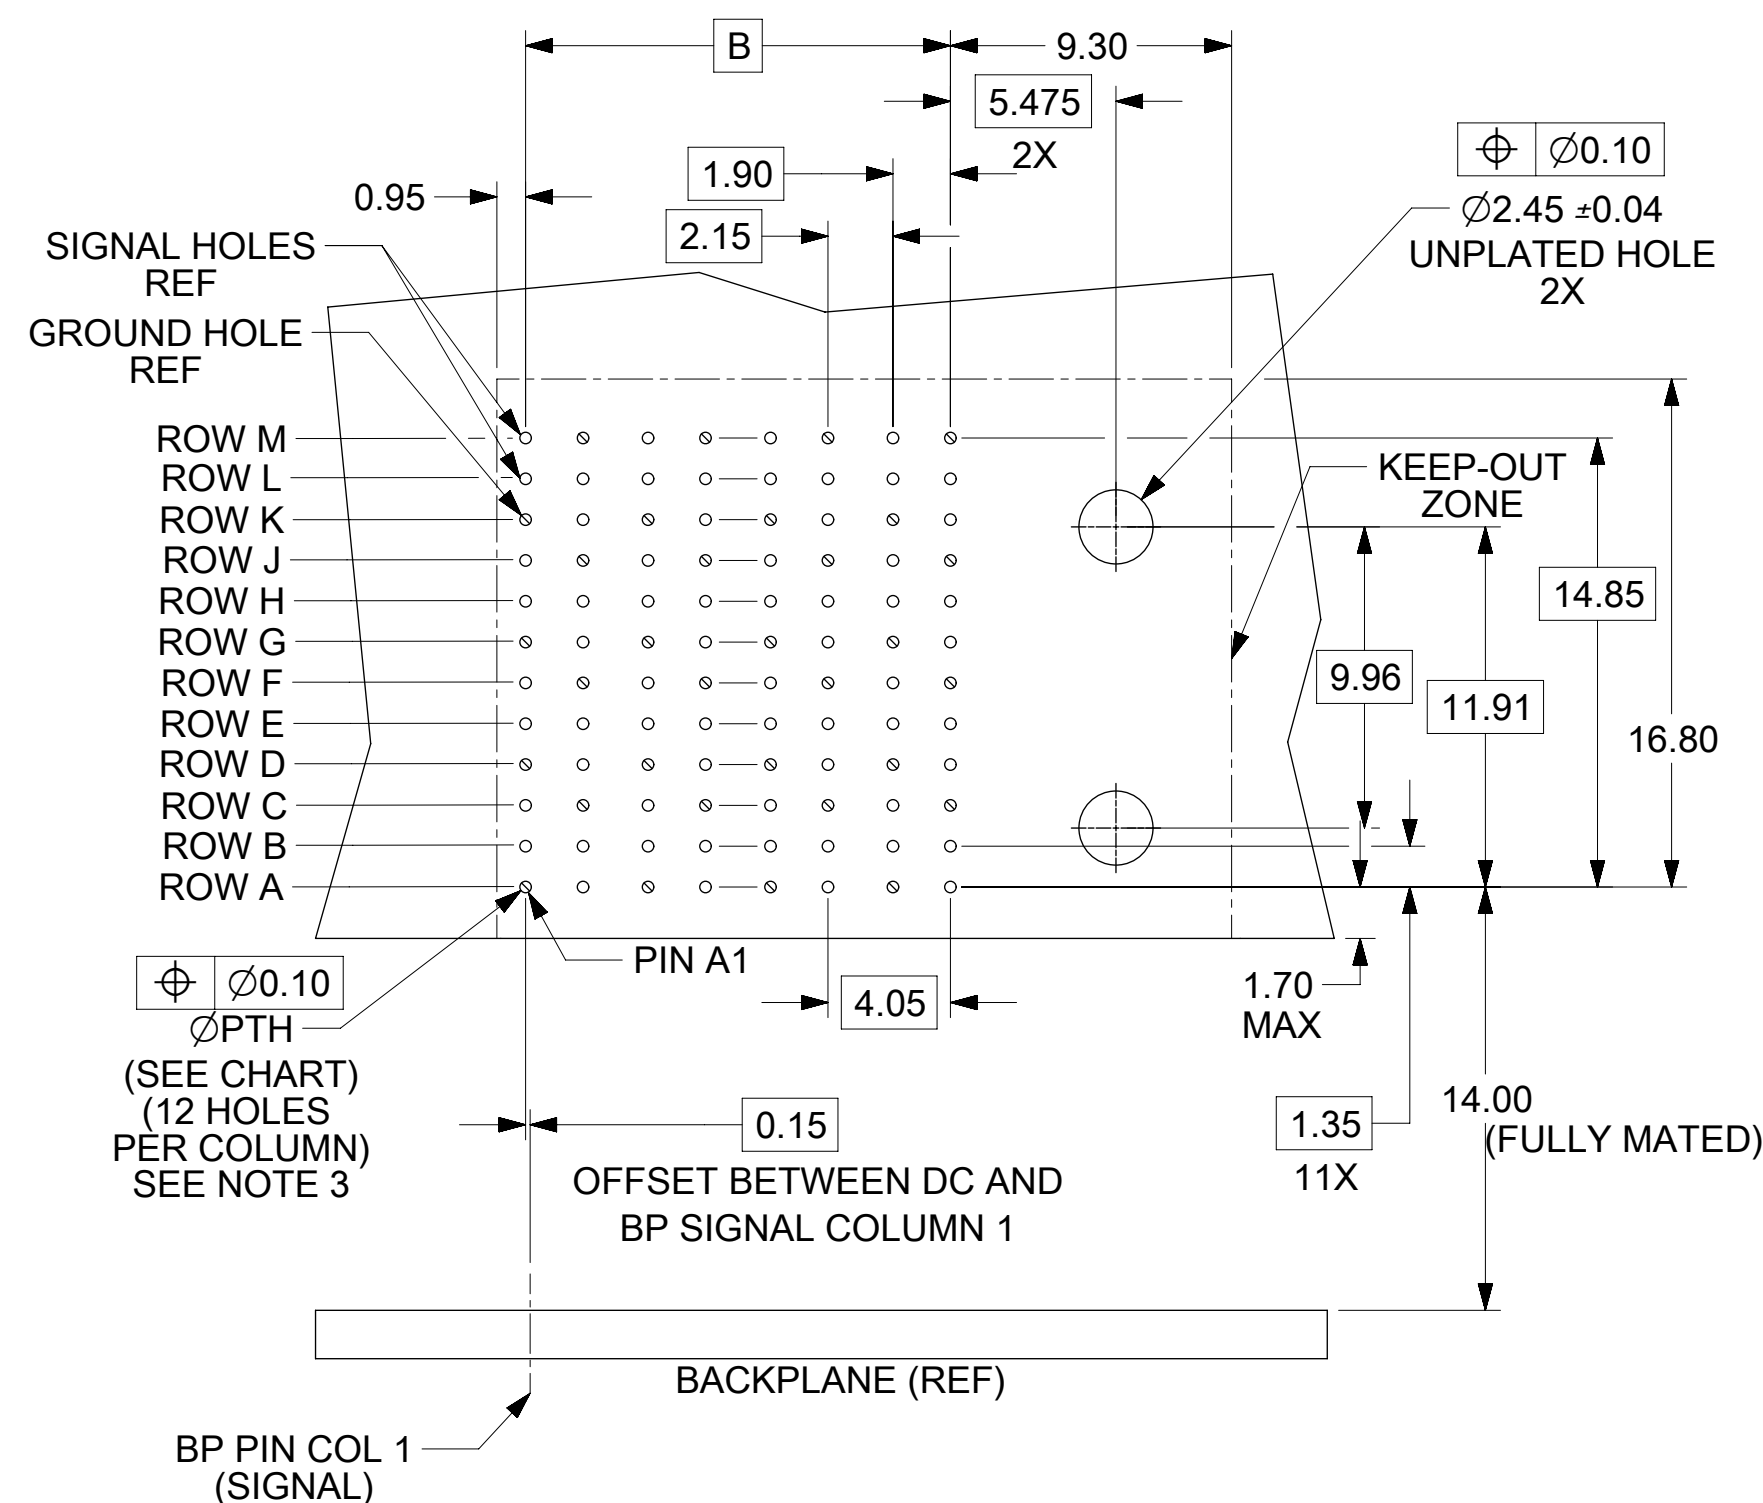 B
9.30
5.475
2X
⌖ ∅0.10
1.90
∅2.45 ±0.04
0.95
2.15
UNPLATED HOLE
2X
SIGNAL HOLES
REF
GROUND HOLE
REF
ROW M
ROW L
ROW K
ROW J
ROW H
ROW G
ROW F
ROW E
ROW D
ROW C
ROW B
ROW A
KEEP-OUT
ZONE
14.85
9.96
11.91
16.80
PIN A1
⌖ ∅0.10
∅PTH
(SEE CHART)
(12 HOLES
PER COLUMN)
SEE NOTE 3
4.05
1.70
MAX
0.15
OFFSET BETWEEN DC AND
BP SIGNAL COLUMN 1
1.35
11X
14.00
(FULLY MATED)
BACKPLANE (REF)
BP PIN COL 1
(SIGNAL)